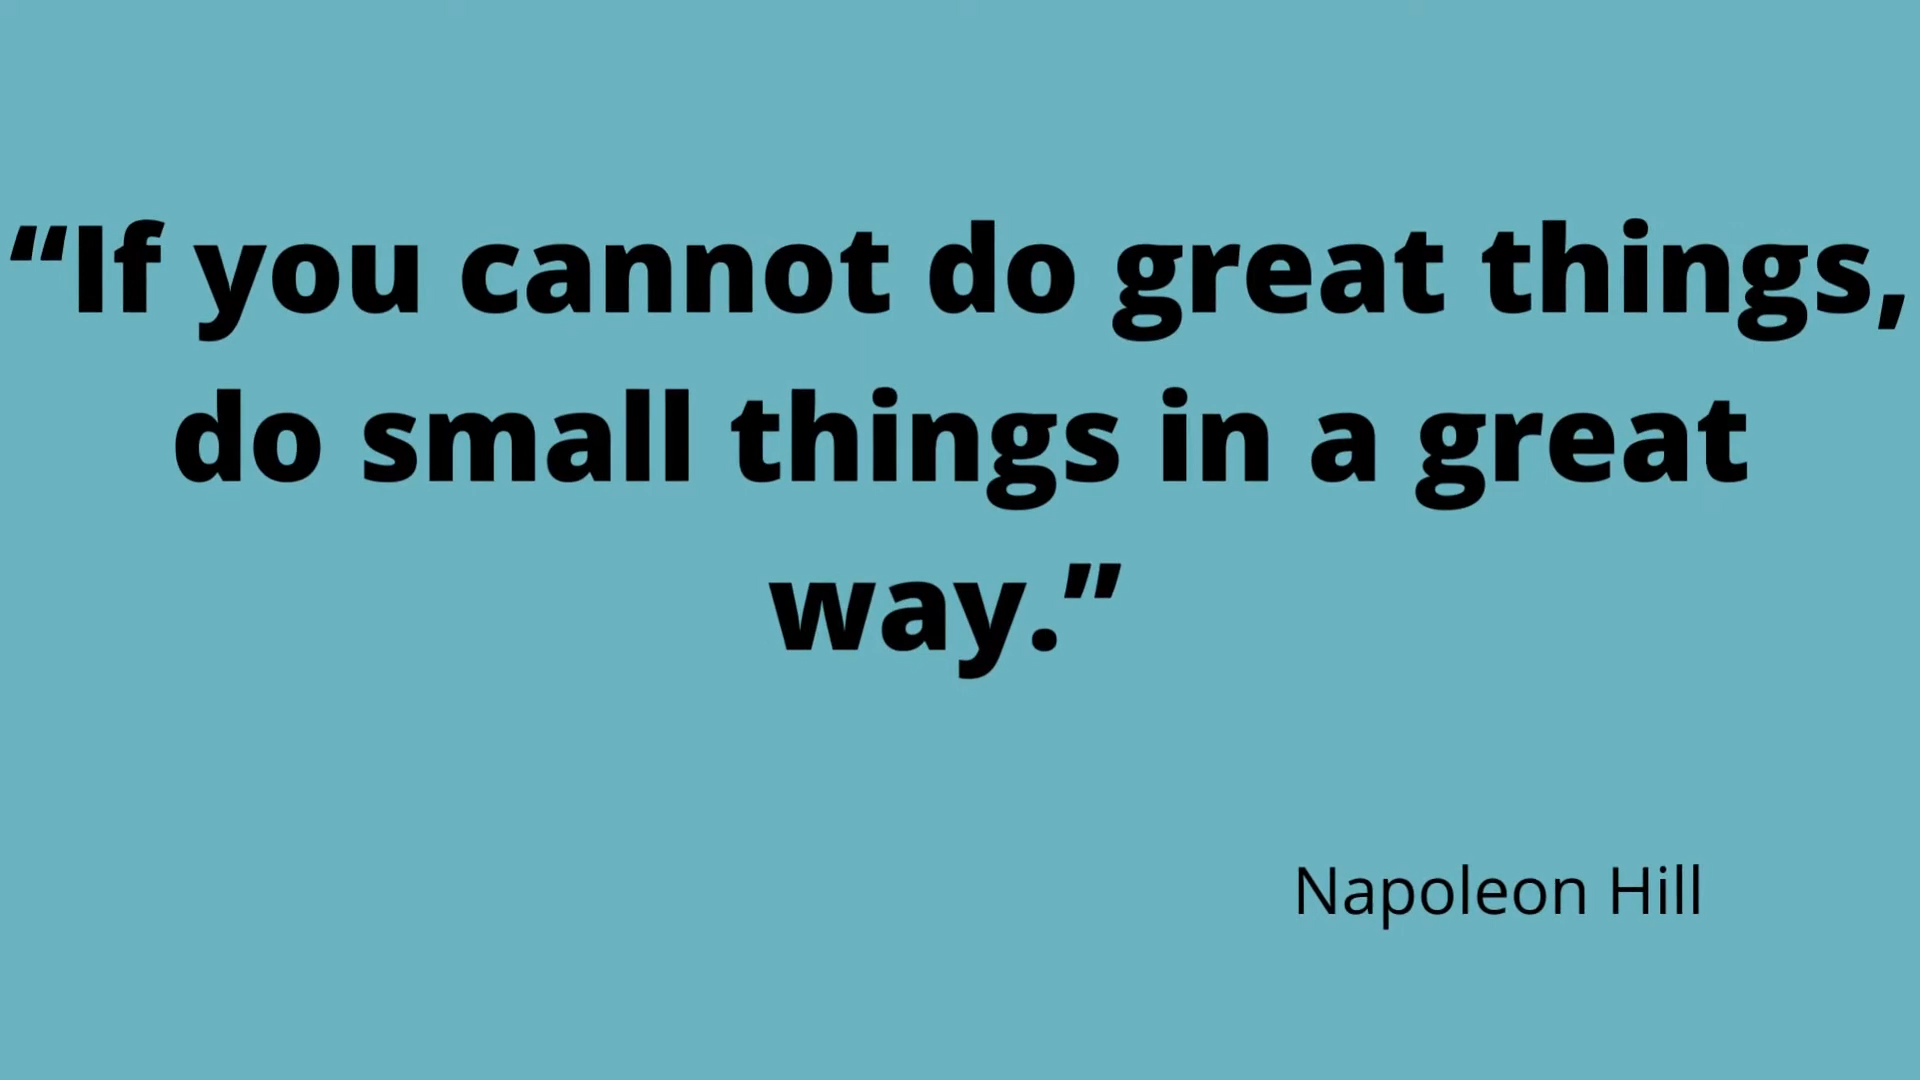 “If you cannot do great things,
do small things in a great
way.”
Napoleon Hill